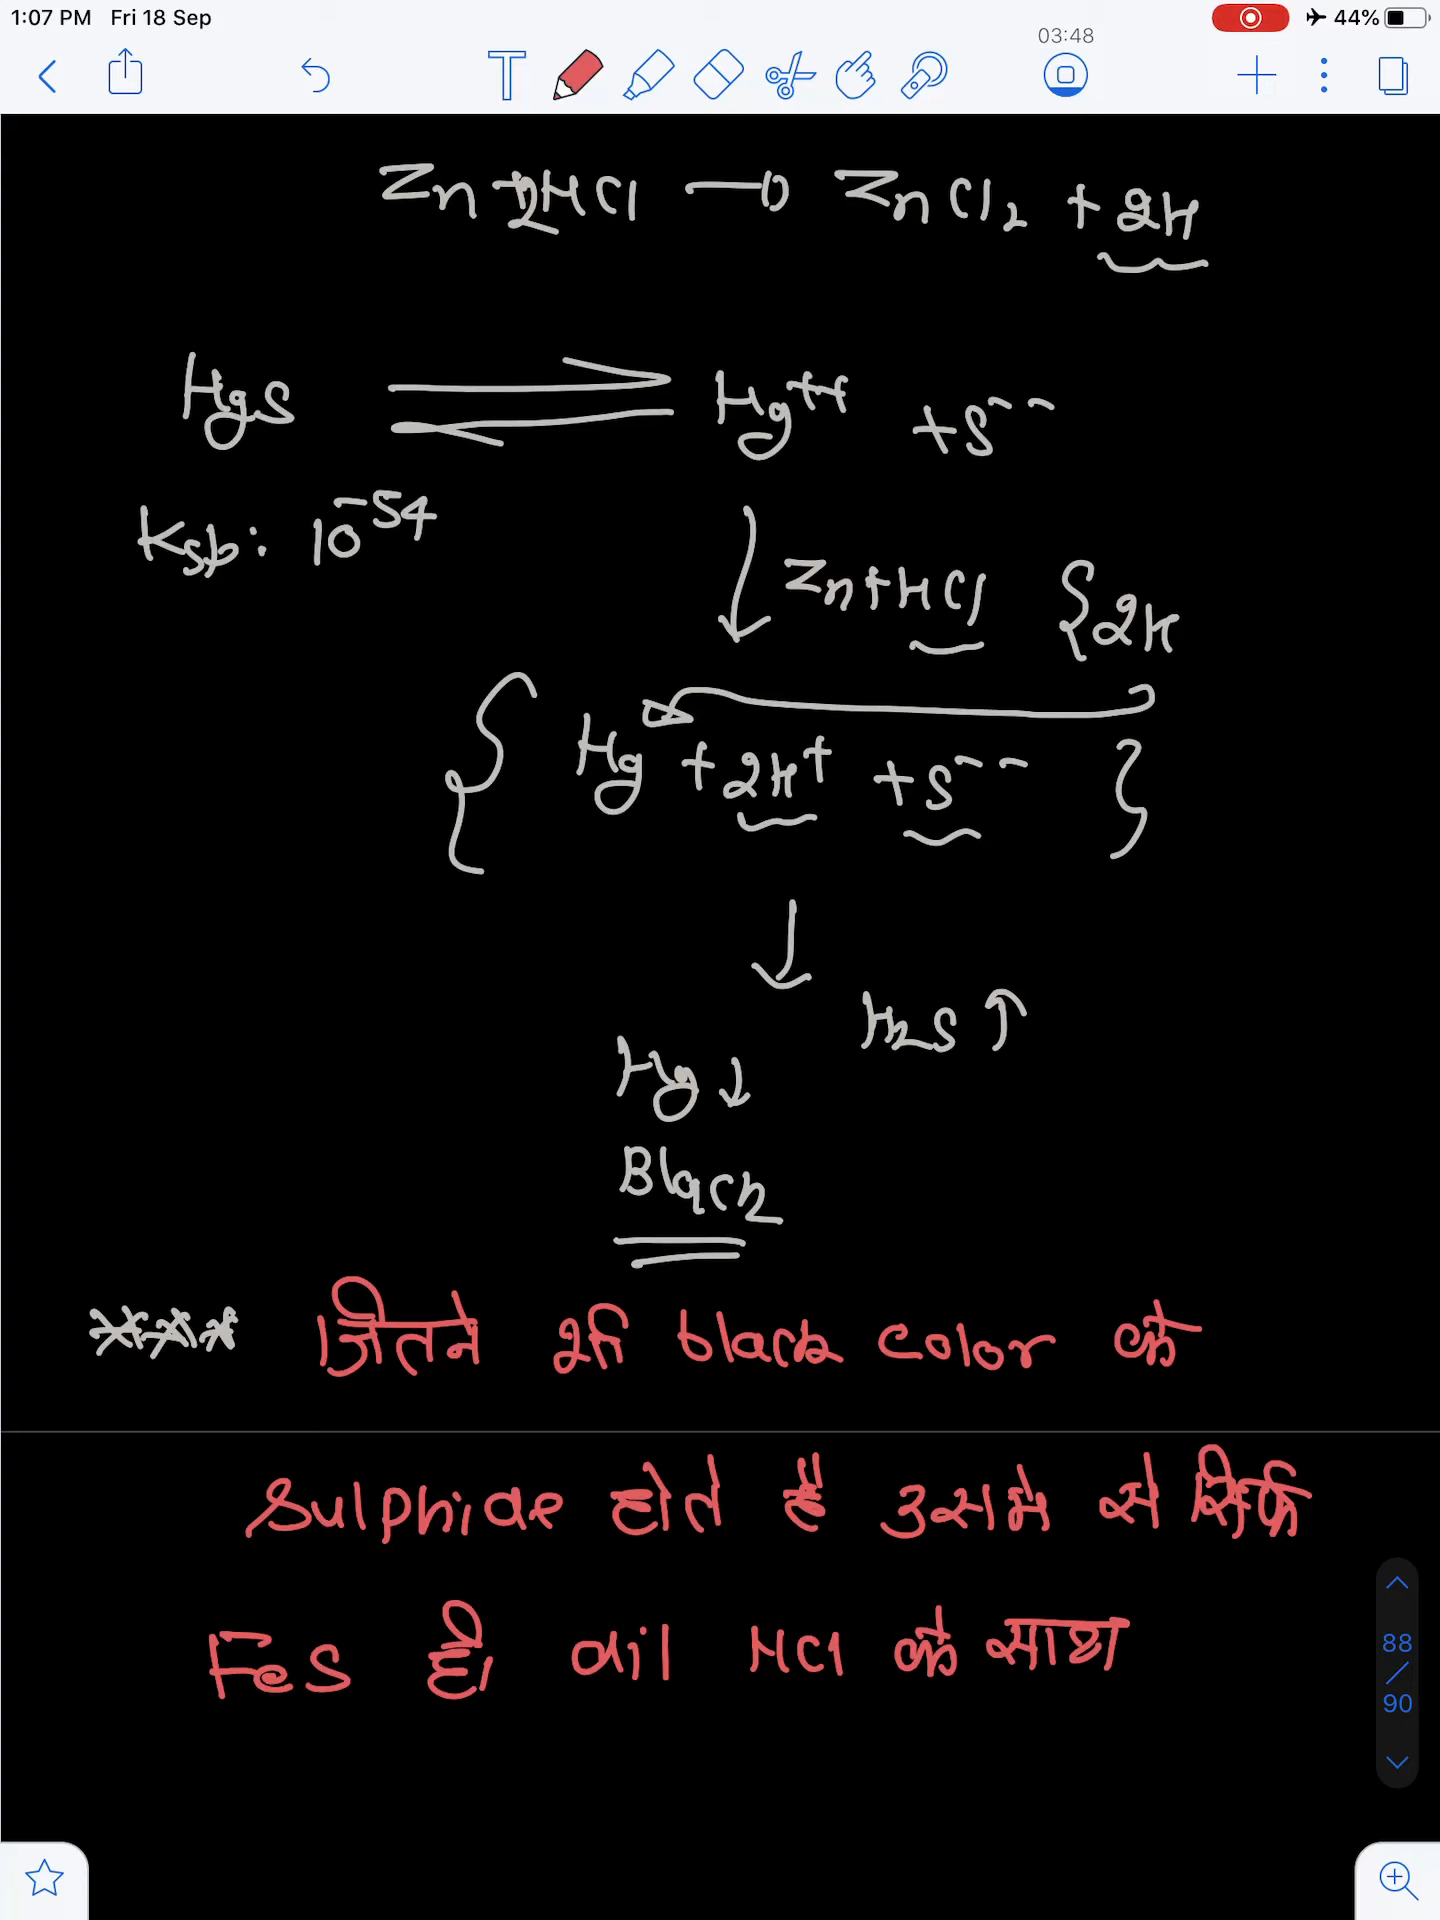 1:07 PM Fri 18 Sep
44%
03:48
Zn + 2HCl → ZnCl₂ + 2H
HgS ⇌ Hg⁺⁺ + S⁻⁻
Ksp: 10⁻⁵⁴
↓ Zn+HCl {2H
{ Hg + 2H⁺ + S⁻⁻ }
↓
H₂S ↑
Hg ↓
Black
*** जितने भी black color के
Sulphide होते हैं उसमे से सिर्फ
FeS ही dil HCl के साथ
88
/
90